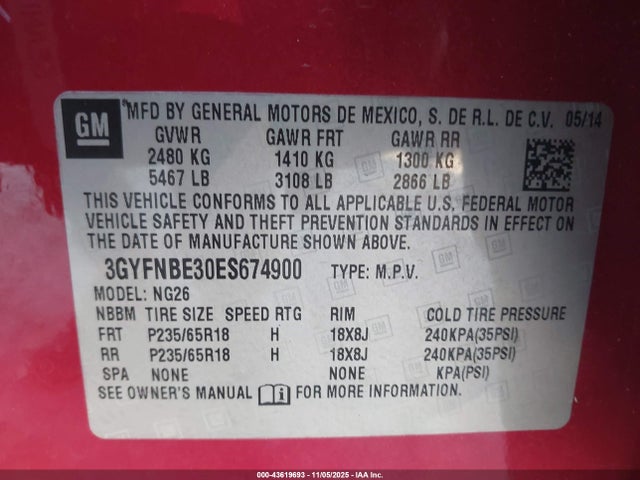 GM
MFD BY GENERAL MOTORS DE MEXICO, S. DE R.L. DE C.V. 05/14
GVWR GAWR FRT GAWR RR
2480 KG 1410 KG 1300 KG
5467 LB 3108 LB 2866 LB
THIS VEHICLE CONFORMS TO ALL APPLICABLE U.S. FEDERAL MOTOR
VEHICLE SAFETY AND THEFT PREVENTION STANDARDS IN EFFECT ON
THE DATE OF MANUFACTURE SHOWN ABOVE.
3GYFNBE30ES674900 TYPE: M.P.V.
MODEL: NG26
NBBM TIRE SIZE SPEED RTG RIM COLD TIRE PRESSURE
FRT P235/65R18 H 18X8J 240KPA(35PSI)
RR P235/65R18 H 18X8J 240KPA(35PSI)
SPA NONE NONE KPA(PSI)
SEE OWNER'S MANUAL FOR MORE INFORMATION.
000-43619693 - 11/05/2025 - IAA Inc.